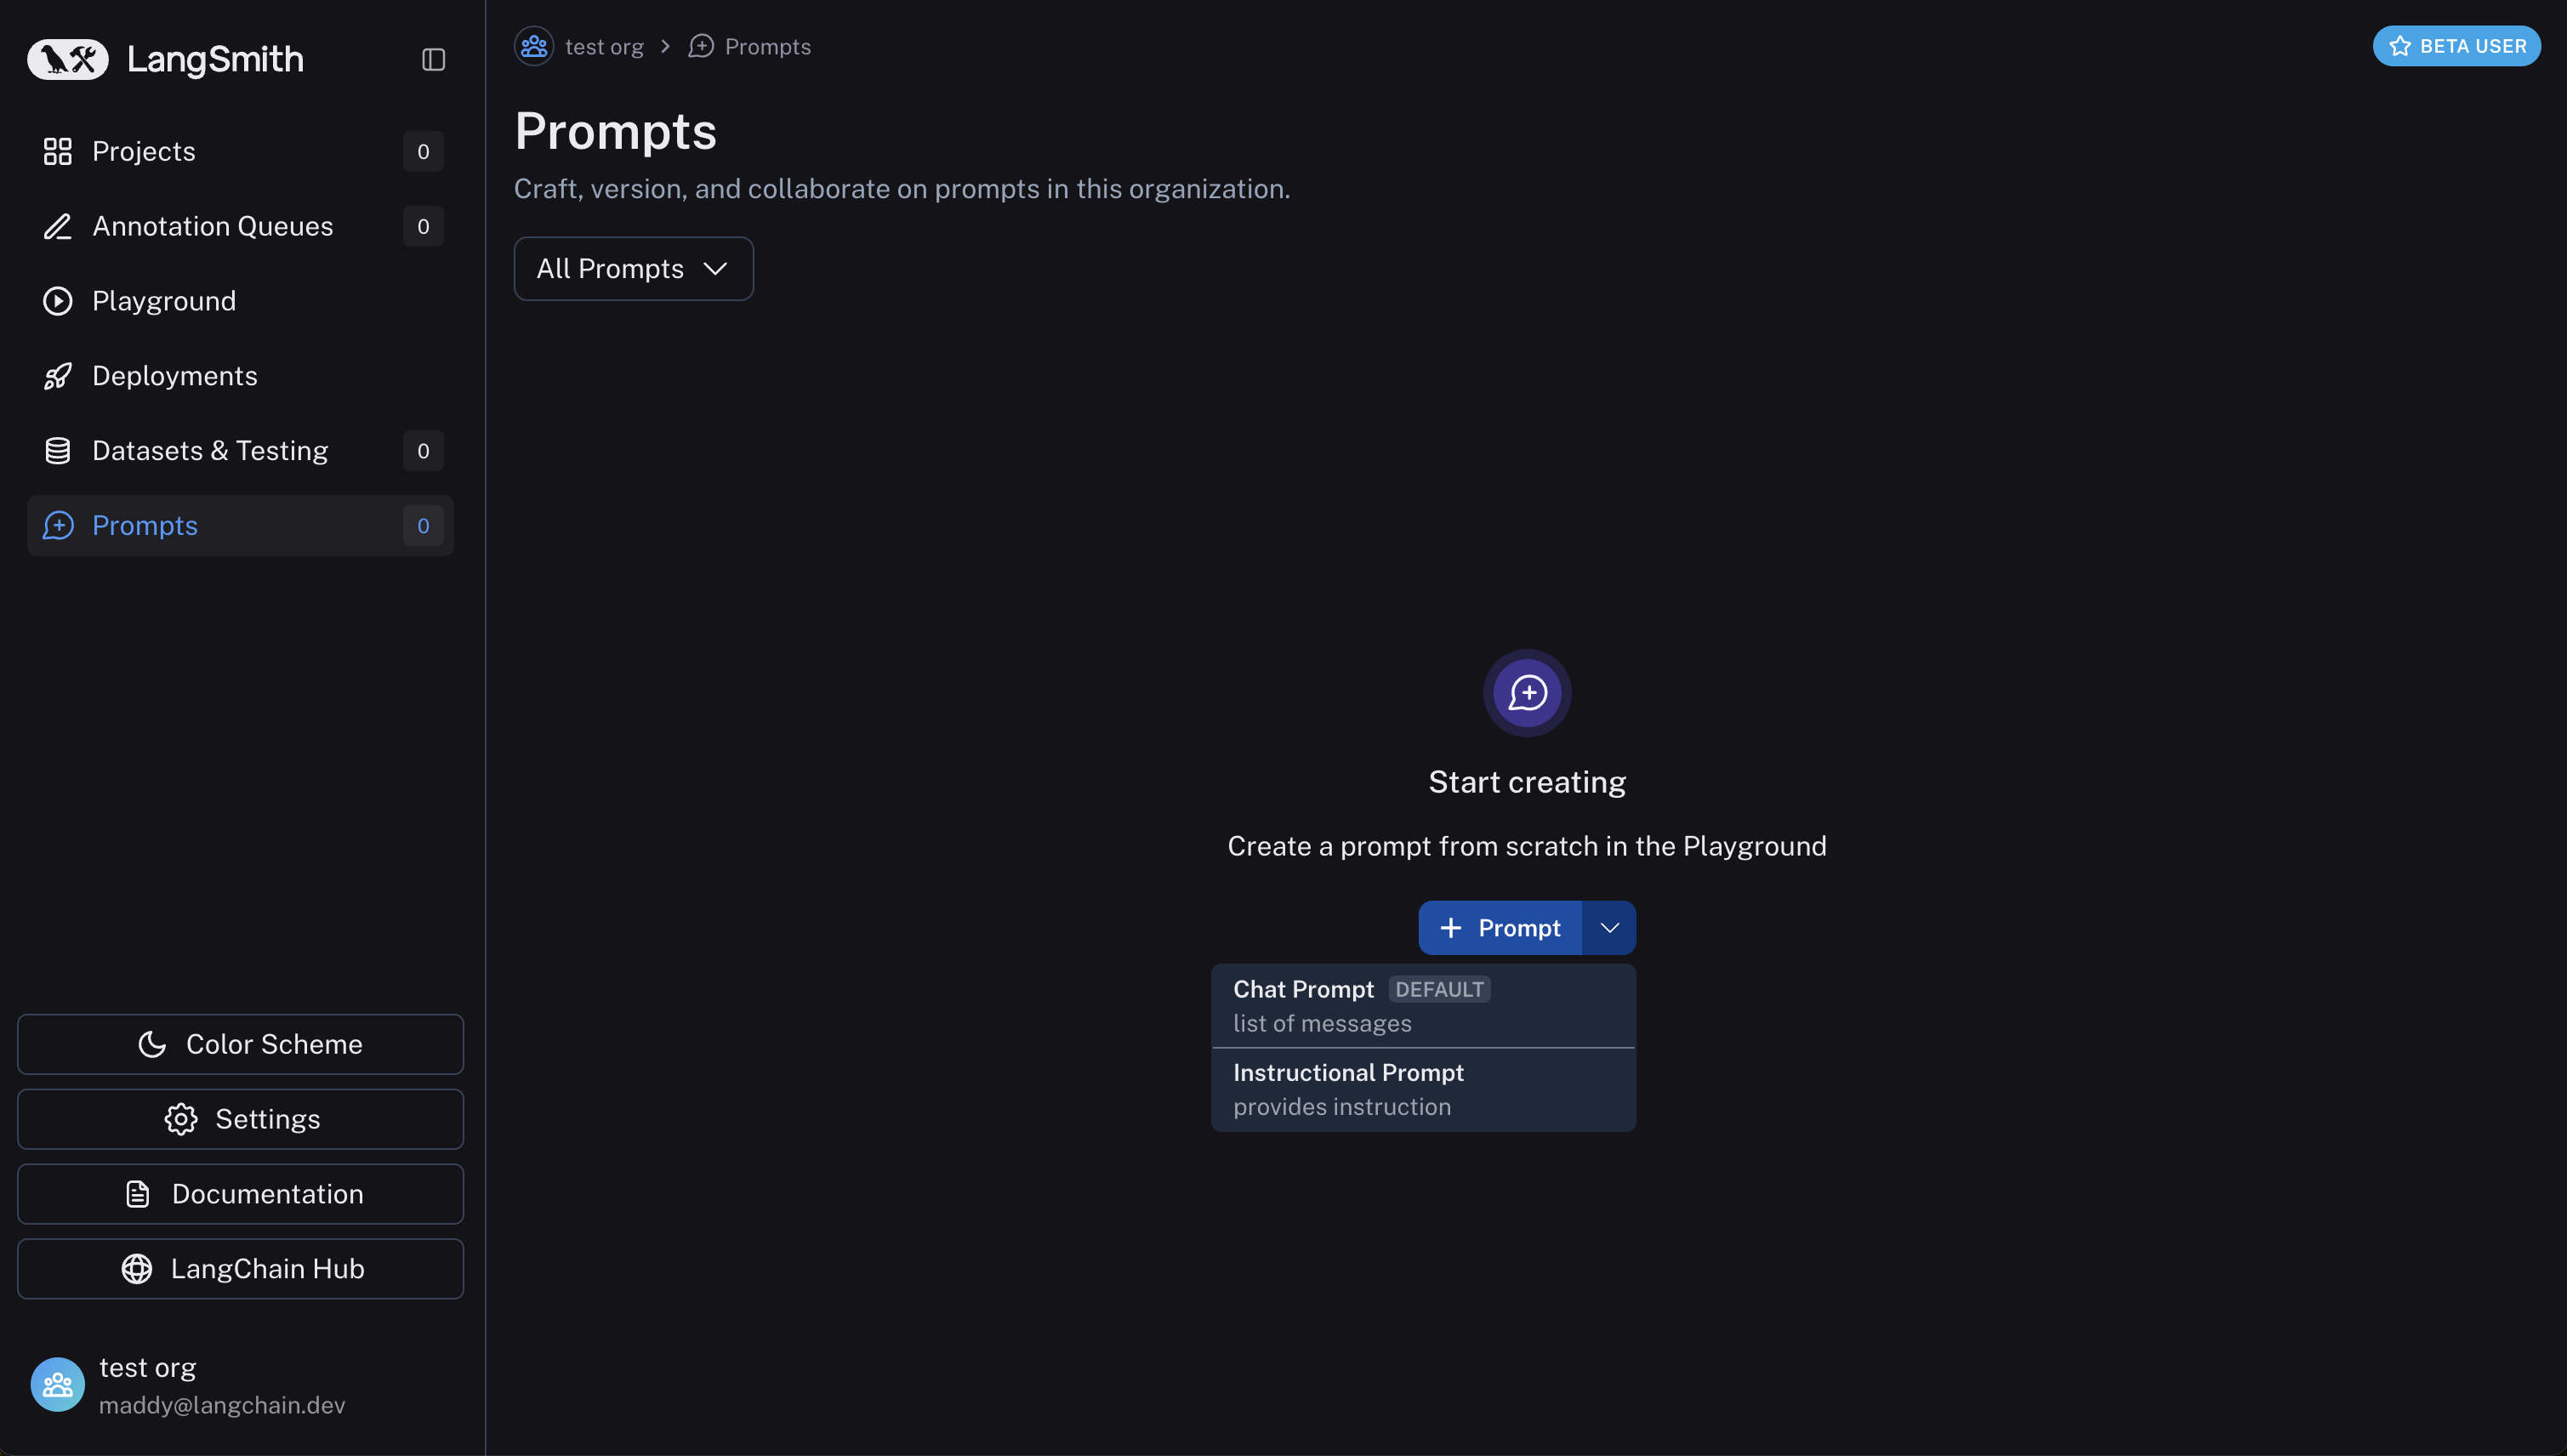 LangSmith
Projects 0
Annotation Queues 0
Playground
Deployments
Datasets & Testing 0
Prompts 0
Color Scheme
Settings
Documentation
LangChain Hub
test org
maddy@langchain.dev
test org > Prompts
BETA USER
Prompts
Craft, version, and collaborate on prompts in this organization.
All Prompts
Start creating
Create a prompt from scratch in the Playground
+ Prompt
Chat Prompt DEFAULT
list of messages
Instructional Prompt
provides instruction